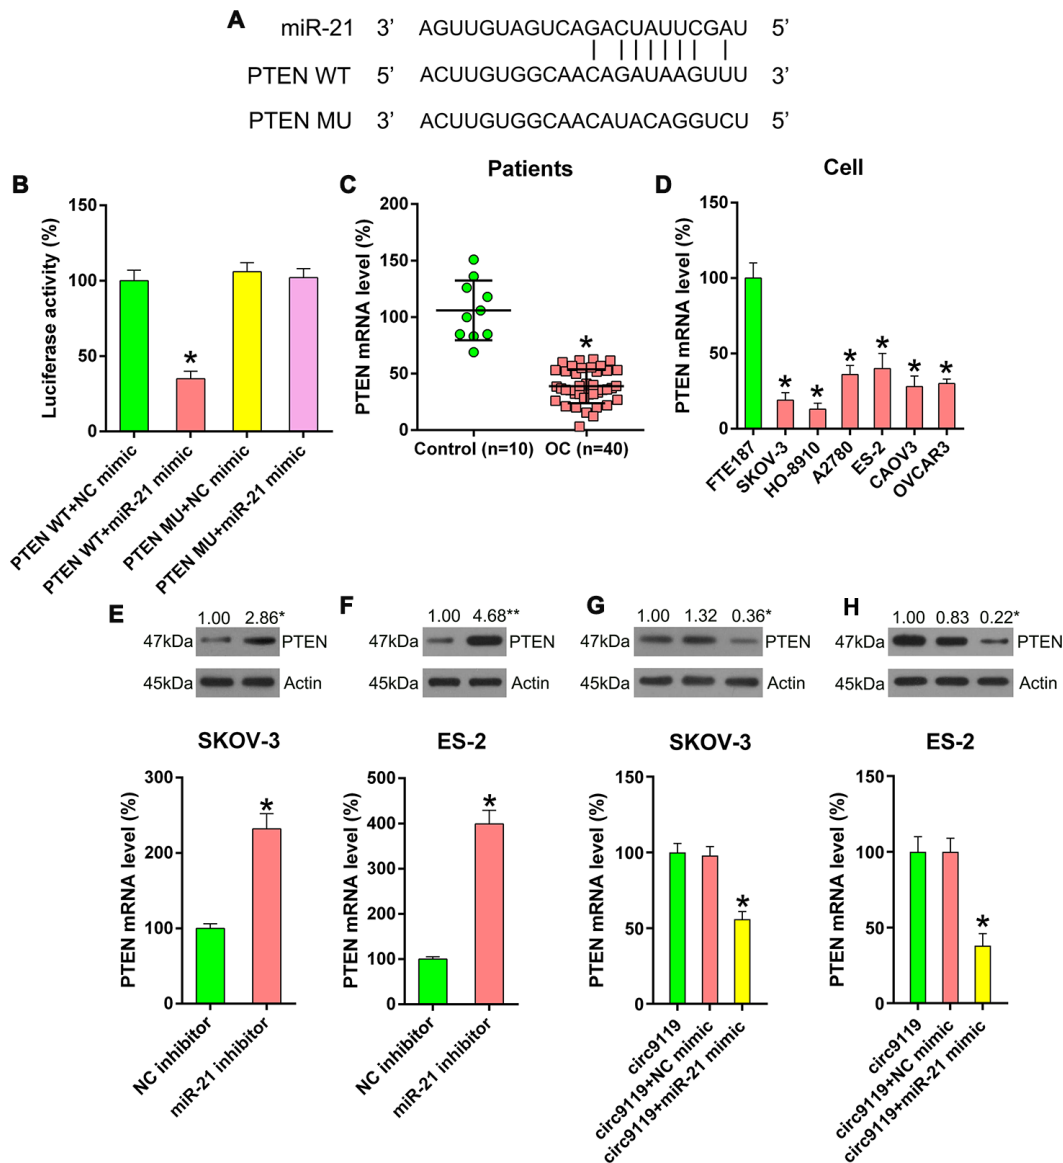 A
miR-21 3’ AGUUGUAGUCAGACUAUUCGAU 5’
PTEN WT 5’ ACUUGUGGCAACAGAUAAGUUU 3’
PTEN MU 3’ ACUUGUGGCAACAUACAGGUCU 5’
B
Luciferase activity (%)
150
100
50
0
PTEN WT+NC mimic
PTEN WT+miR-21 mimic
PTEN MU+NC mimic
PTEN MU+miR-21 mimic
*
C
Patients
PTEN mRNA level (%)
200
150
100
50
0
*
Control (n=10) OC (n=40)
D
Cell
PTEN mRNA level (%)
150
100
50
0
* * * * * *
FTE187
SKOV-3
HO-8910
A2780
ES-2
CAOV3
OVCAR3
E
1.00 2.86*
47kDa PTEN
45kDa Actin
SKOV-3
PTEN mRNA level (%)
300
200
100
0
*
NC inhibitor
miR-21 inhibitor
F
1.00 4.68**
47kDa PTEN
45kDa Actin
ES-2
PTEN mRNA level (%)
500
400
300
200
100
0
*
NC inhibitor
miR-21 inhibitor
G
1.00 1.32 0.36*
47kDa PTEN
45kDa Actin
SKOV-3
PTEN mRNA level (%)
150
100
50
0
*
circ9119
circ9119+NC mimic
circ9119+miR-21 mimic
H
1.00 0.83 0.22*
47kDa PTEN
45kDa Actin
ES-2
PTEN mRNA level (%)
150
100
50
0
*
circ9119
circ9119+NC mimic
circ9119+miR-21 mimic